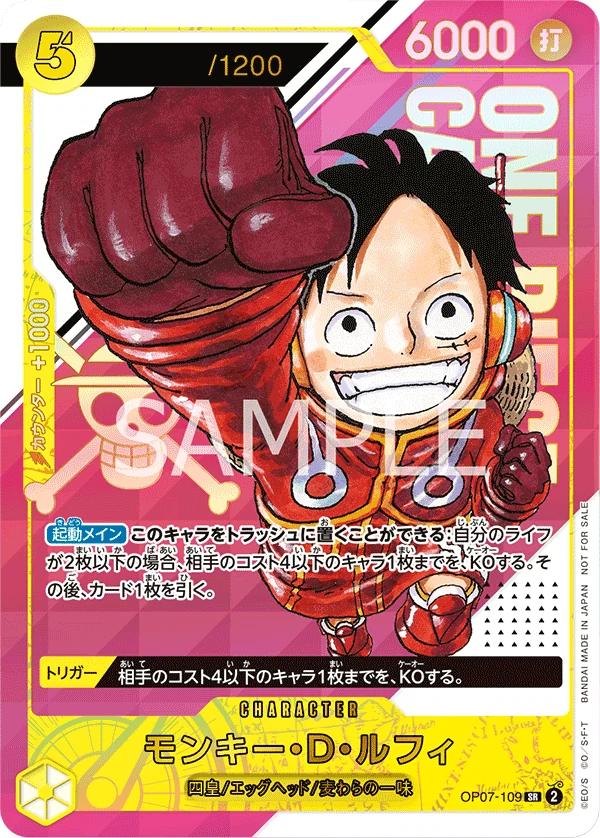 5
/1200
6000 打
ONE PIECE
CA
カウンター +1000
SAMPLE
起動メイン このキャラをトラッシュに置くことができる:自分のライフ
が2枚以下の場合、相手のコスト4以下のキャラ1枚までを、KOする。そ
の後、カード1枚を引く。
トリガー 相手のコスト4以下のキャラ1枚までを、KOする。
CHARACTER
モンキー・D・ルフィ
四皇/エッグヘッド/麦わらの一味
OP07-109 SR 2
©E.O/S ©O/S・F・T BANDAI MADE IN JAPAN NOT FOR SALE